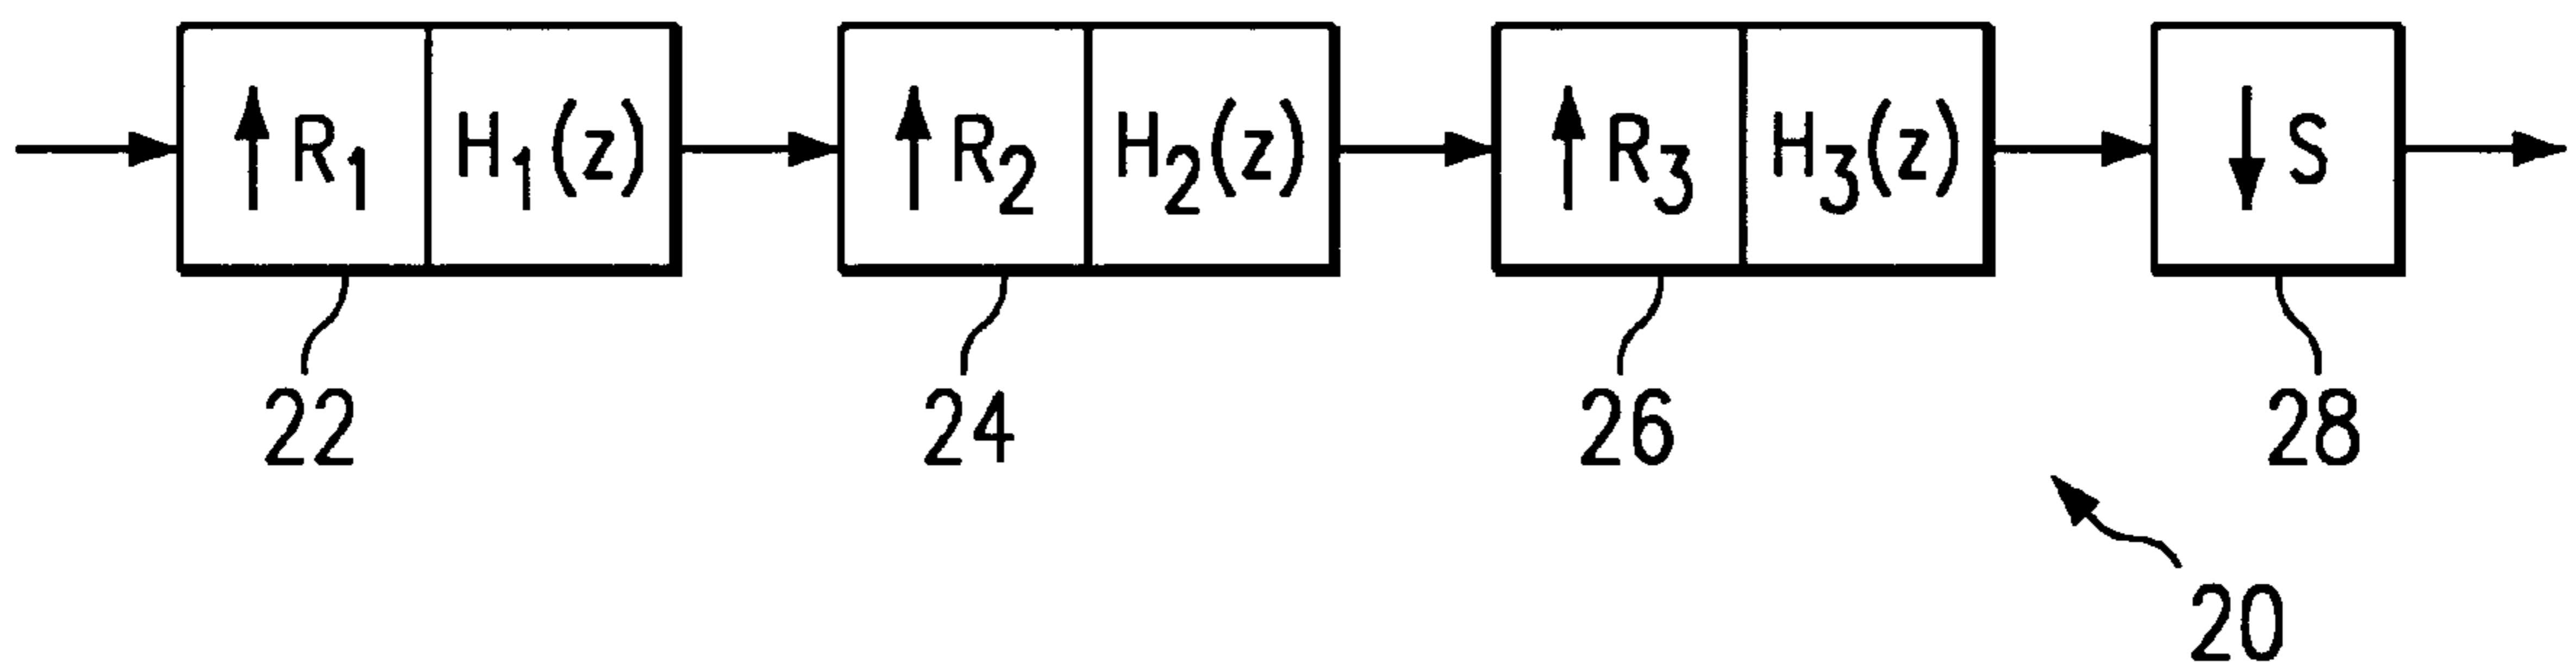 ↑ R₁ H₁(z) ↑ R₂ H₂(z) ↑ R₃ H₃(z) ↓ S
22 24 26 28
20